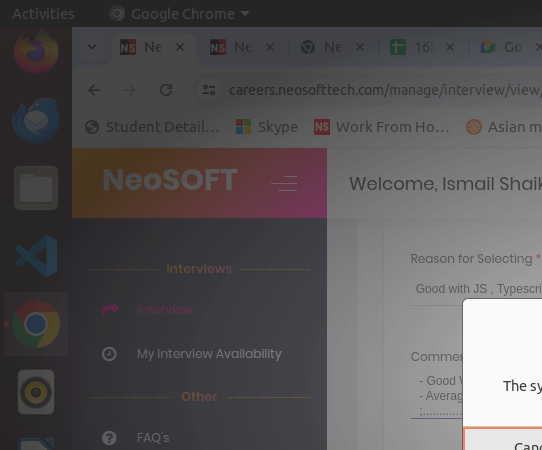 Activities Google Chrome
Ne Ne Ne 16 Go
careers.neosofttech.com/manage/interview/view/
Student Detail... Skype Work From Ho... Asian m
NeoSOFT
Welcome, Ismail Shaik
Interviews
Reason for Selecting *
Interview
Good with JS , Typescri
My Interview Availability
Commen
- Good
- Averag
The sy
Other
FAQ's
Canc